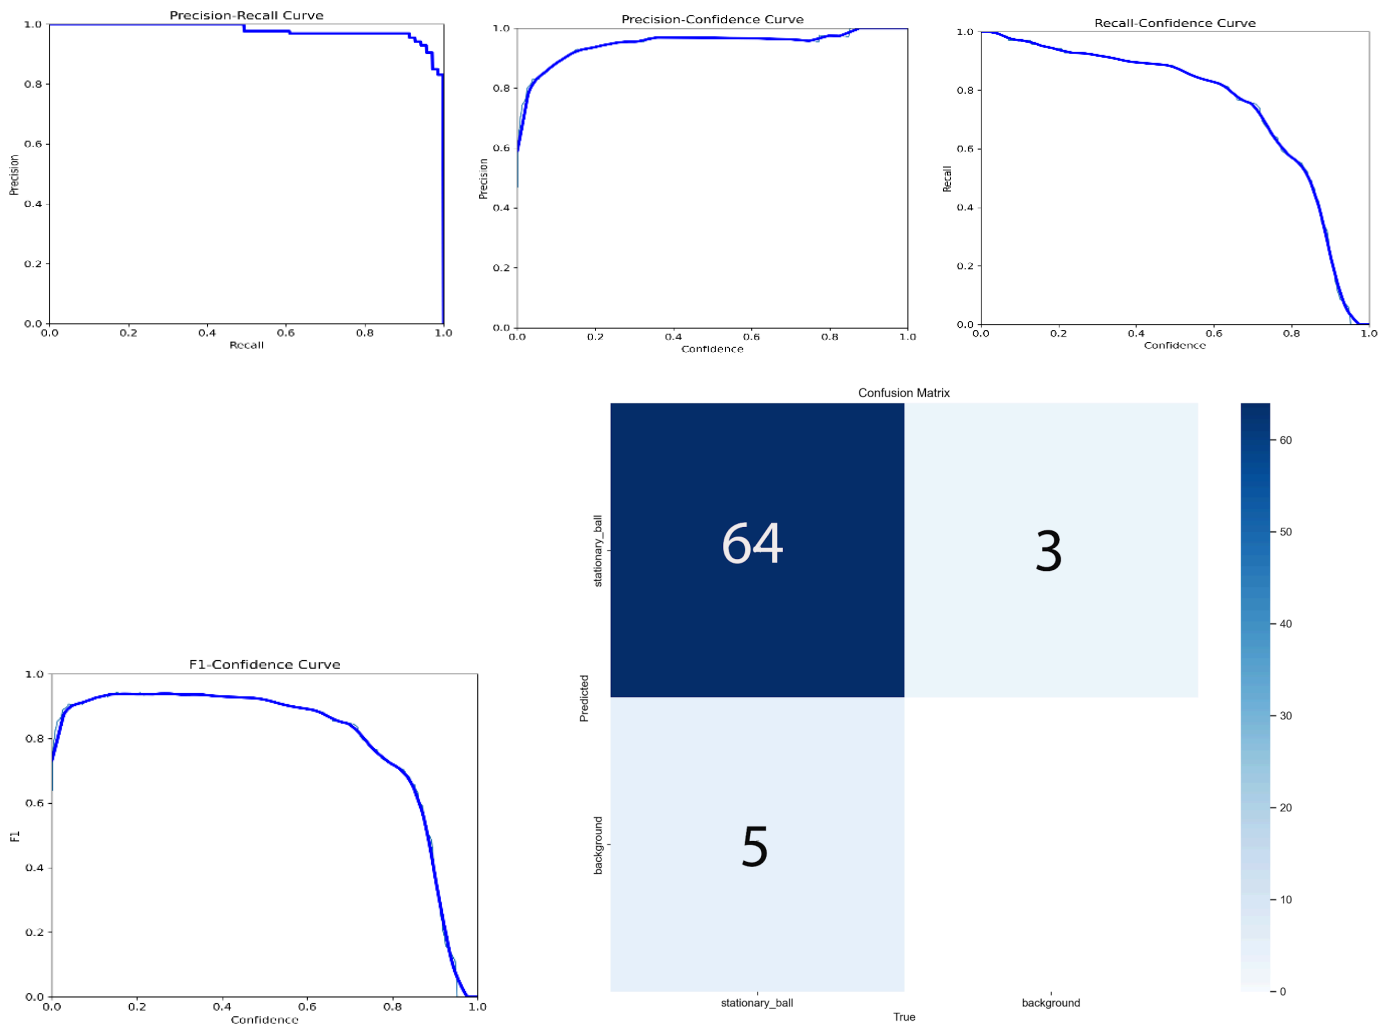 Precision-Recall Curve
1.0
0.8
0.6
0.4
0.2
0.0
Precision
0.0 0.2 0.4 0.6 0.8 1.0
Recall
Precision-Confidence Curve
1.0
0.8
0.6
0.4
0.2
0.0
Precision
0.0 0.2 0.4 0.6 0.8 1.0
Confidence
Recall-Confidence Curve
1.0
0.8
0.6
0.4
0.2
0.0
Recall
0.0 0.2 0.4 0.6 0.8 1.0
Confidence
F1-Confidence Curve
1.0
0.8
0.6
0.4
0.2
0.0
F1
0.0 0.2 0.4 0.6 0.8 1.0
Confidence
Confusion Matrix
stationary_ball
64 3
Predicted
background
5
stationary_ball background
True
60
50
40
30
20
10
0